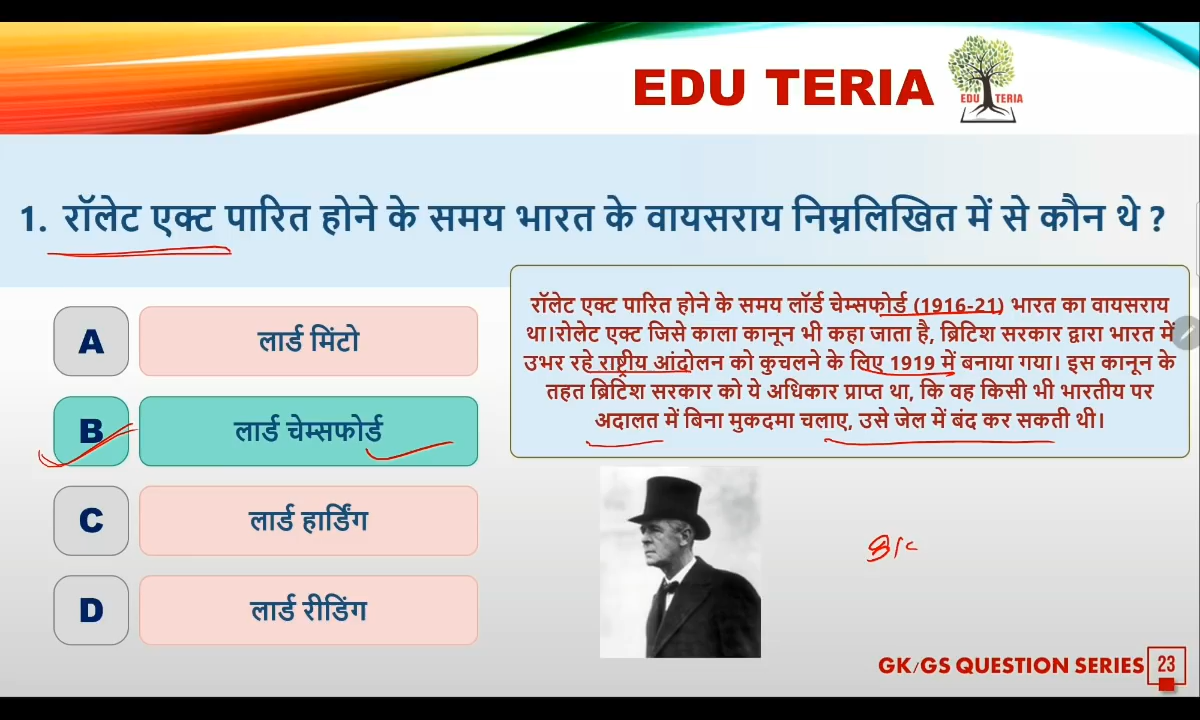 EDU TERIA
EDU TERIA
1. रॉलेट एक्ट पारित होने के समय भारत के वायसराय निम्नलिखित में से कौन थे ?
रॉलेट एक्ट पारित होने के समय लॉर्ड चेम्सफोर्ड (1916-21) भारत का वायसराय
था।रोलेट एक्ट जिसे काला कानून भी कहा जाता है, ब्रिटिश सरकार द्वारा भारत में
उभर रहे राष्ट्रीय आंदोलन को कुचलने के लिए 1919 में बनाया गया। इस कानून के
तहत ब्रिटिश सरकार को ये अधिकार प्राप्त था, कि वह किसी भी भारतीय पर
अदालत में बिना मुकदमा चलाए, उसे जेल में बंद कर सकती थी।
A लार्ड मिंटो
B लार्ड चेम्सफोर्ड
C लार्ड हार्डिंग
D लार्ड रीडिंग
GK/GS QUESTION SERIES 23